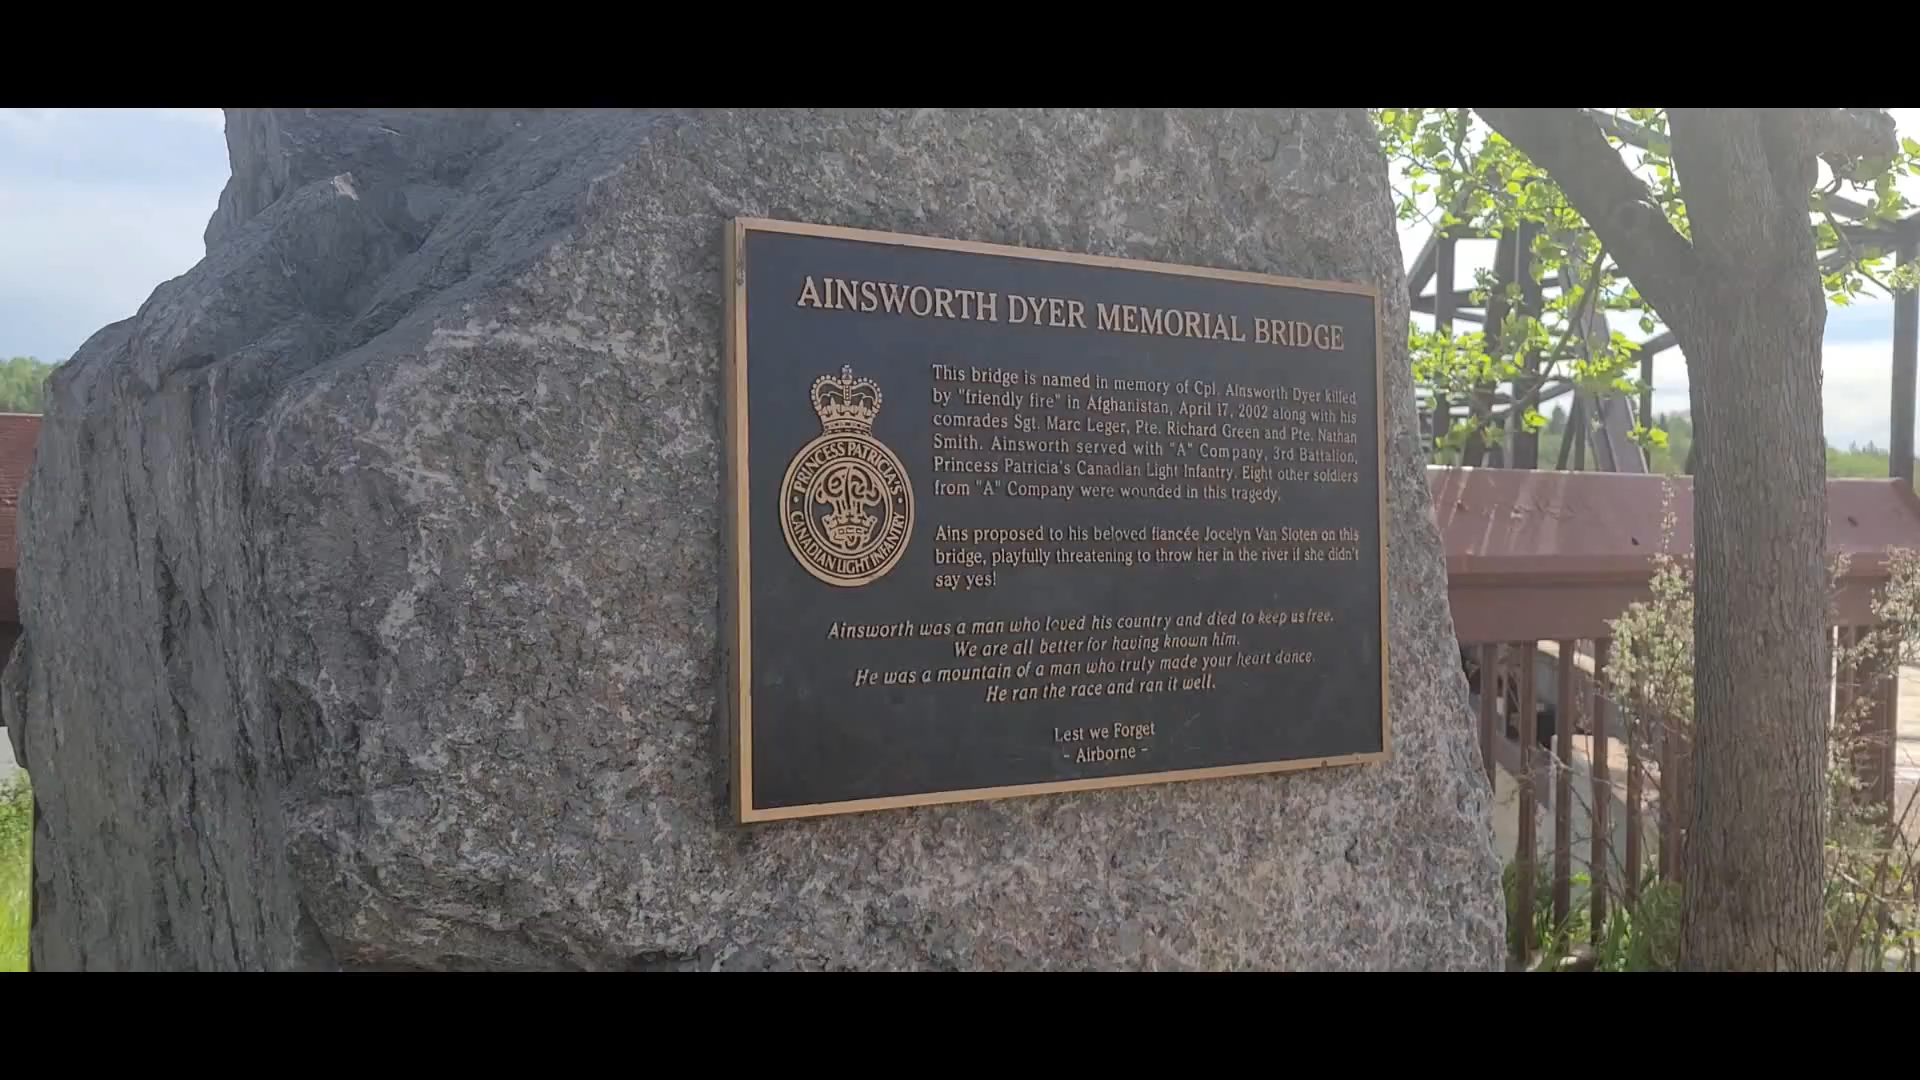 AINSWORTH DYER MEMORIAL BRIDGE
This bridge is named in memory of Cpl. Ainsworth Dyer killed
by "friendly fire" in Afghanistan, April 17, 2002 along with his
comrades Sgt. Marc Leger, Pte. Richard Green and Pte. Nathan
Smith. Ainsworth served with "A" Company, 3rd Battalion,
Princess Patricia's Canadian Light Infantry. Eight other soldiers
from "A" Company were wounded in this tragedy.
PRINCESS PATRICIA'S
CANADIAN LIGHT INFANTRY
Ains proposed to his beloved fiancée Jocelyn Van Sloten on this
bridge, playfully threatening to throw her in the river if she didn't
say yes!
Ainsworth was a man who loved his country and died to keep us free.
We are all better for having known him.
He was a mountain of a man who truly made your heart dance.
He ran the race and ran it well.
Lest we Forget
- Airborne -